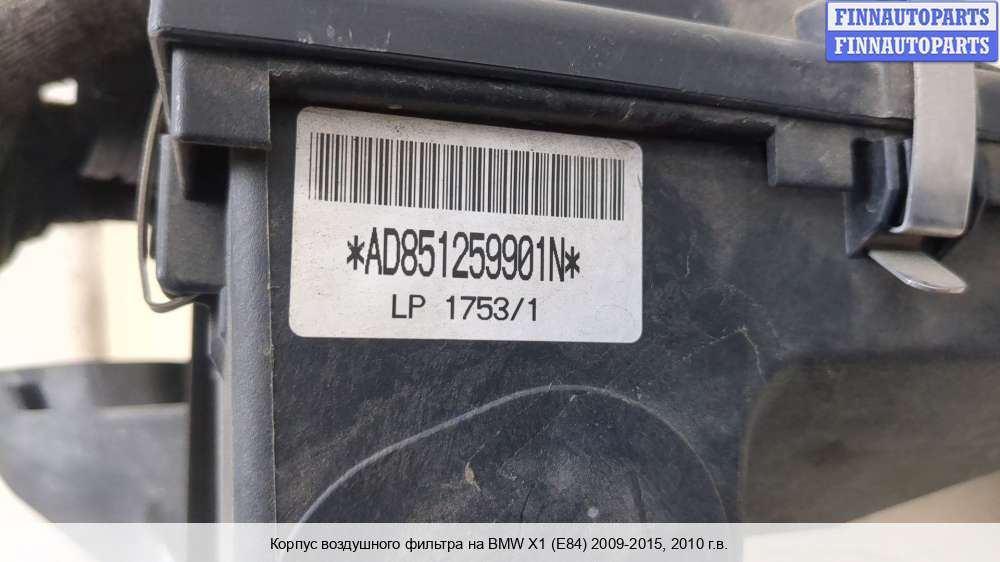 FINNAUTOPARTS
FINNAUTOPARTS
*AD851259901N*
LP 1753/1
Корпус воздушного фильтра на BMW X1 (E84) 2009-2015, 2010 г.в.